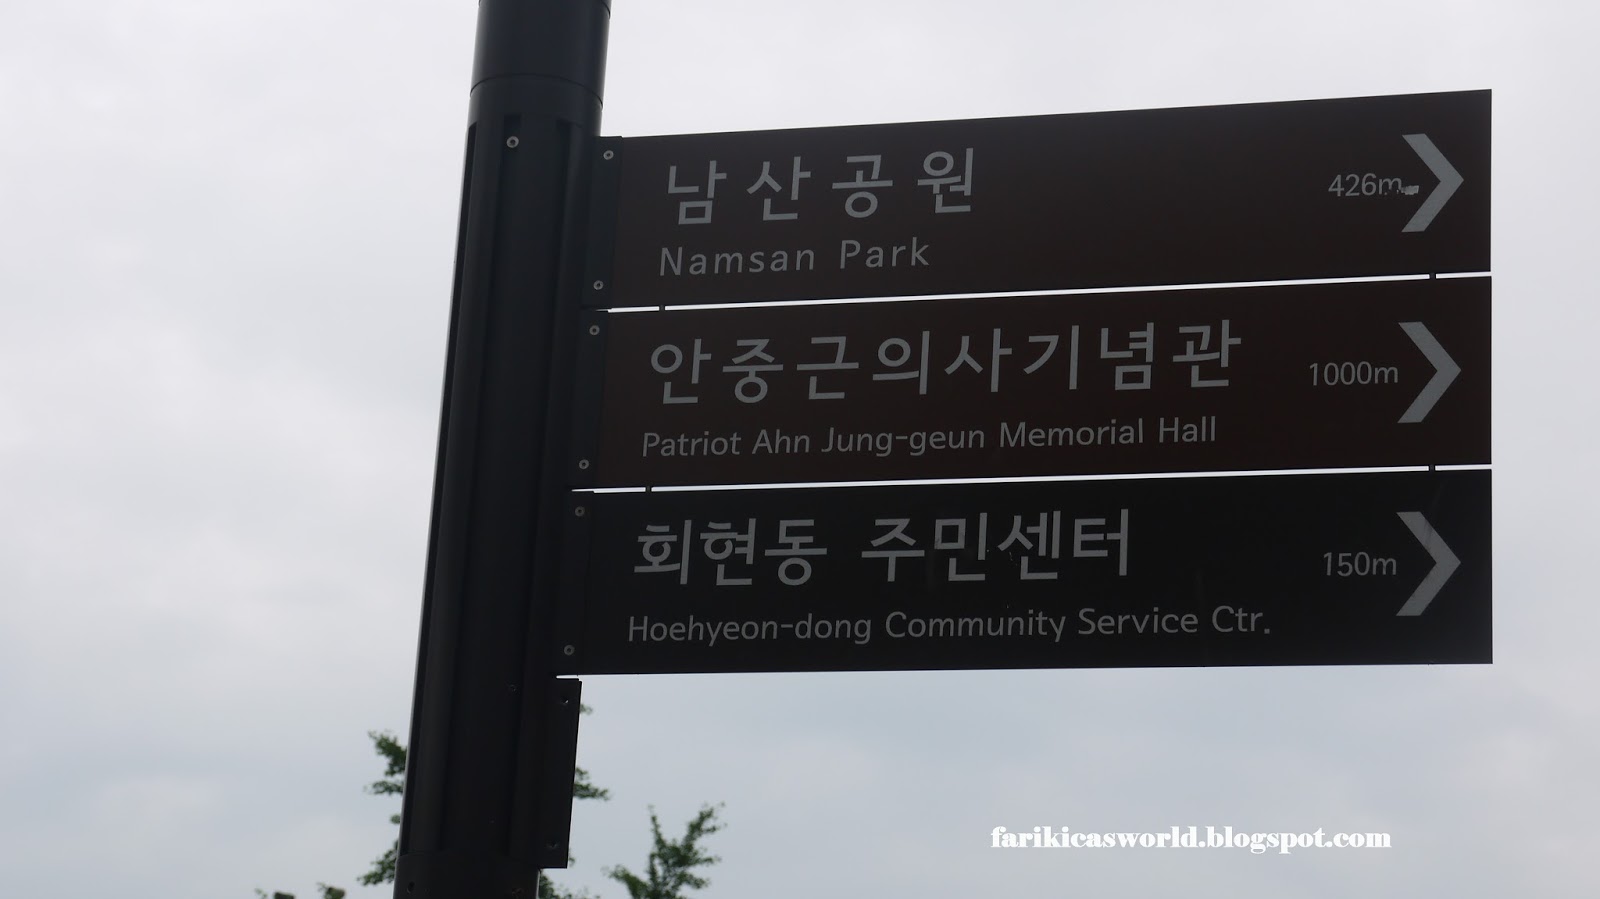 남산공원
426m
Namsan Park
안중근의사기념관
1000m
Patriot Ahn Jung-geun Memorial Hall
회현동 주민센터
150m
Hoehyeon-dong Community Service Ctr.
farikicasworld.blogspot.com